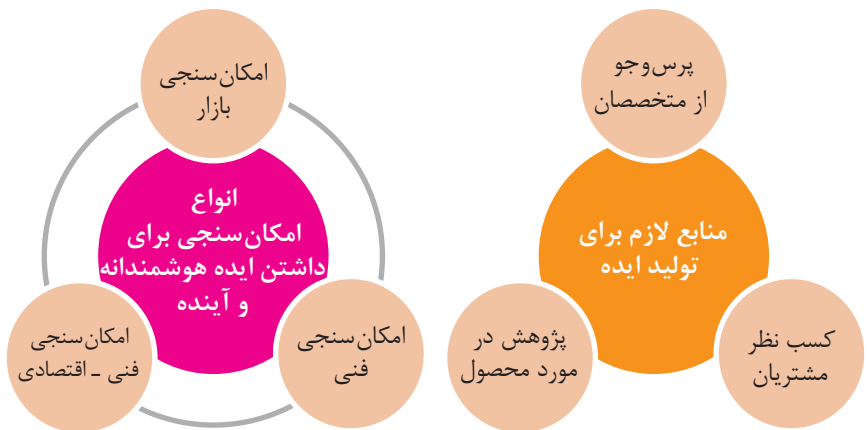 پرس‌وجو
از متخصصان
منابع لازم برای
تولید ایده
کسب نظر
مشتریان
پژوهش در
مورد محصول
امکان‌سنجی
بازار
انواع
امکان‌سنجی برای
داشتن ایده هوشمندانه
و آینده
امکان‌سنجی
فنی
امکان‌سنجی
فنی ـ اقتصادی